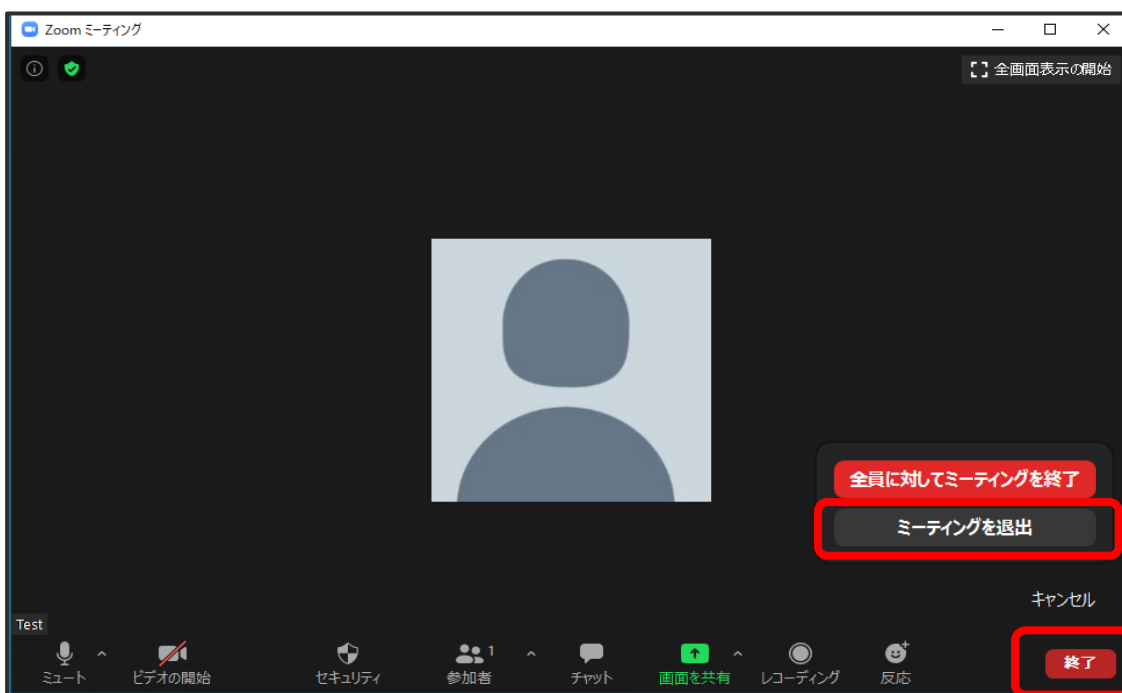 Zoom ミーティング
全画面表示の開始
全員に対してミーティングを終了
ミーティングを退出
キャンセル
Test
1
ミュート
ビデオの開始
セキュリティ
参加者
チャット
画面を共有
レコーディング
反応
終了